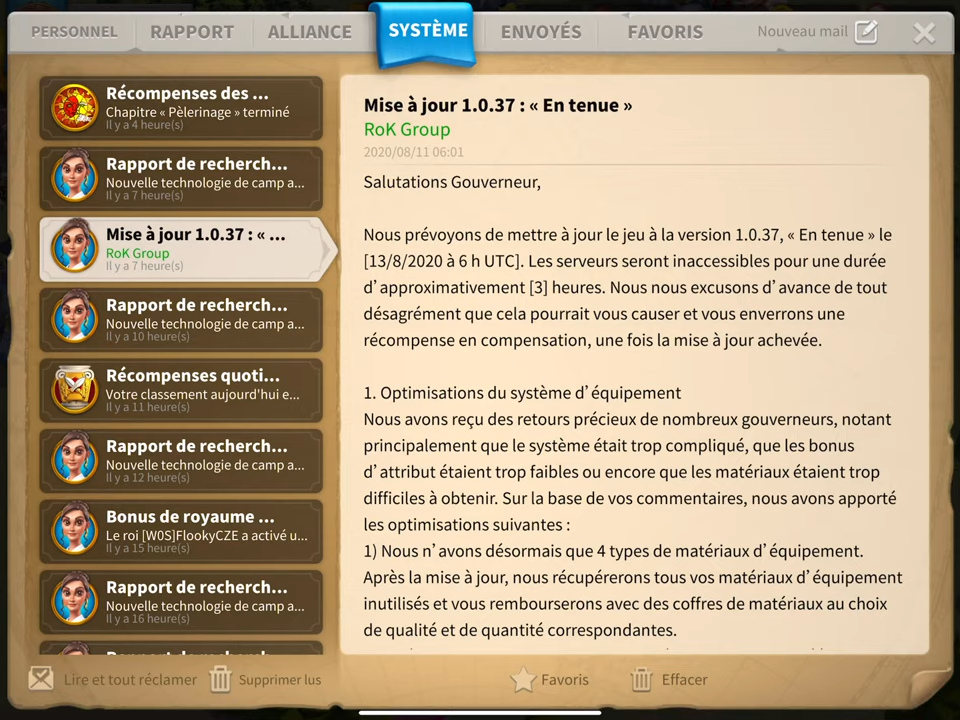 PERSONNEL
RAPPORT
ALLIANCE
SYSTÈME
ENVOYÉS
FAVORIS
Nouveau mail
Récompenses des ...
Chapitre « Pèlerinage » terminé
Il y a 4 heure(s)
Rapport de recherch...
Nouvelle technologie de camp a...
Il y a 7 heure(s)
Mise à jour 1.0.37 : « ...
RoK Group
Il y a 7 heure(s)
Rapport de recherch...
Nouvelle technologie de camp a...
Il y a 10 heure(s)
Récompenses quoti...
Votre classement aujourd'hui e...
Il y a 11 heure(s)
Rapport de recherch...
Nouvelle technologie de camp a...
Il y a 12 heure(s)
Bonus de royaume ...
Le roi [W0S]FlookyCZE a activé u...
Il y a 15 heure(s)
Rapport de recherch...
Nouvelle technologie de camp a...
Il y a 16 heure(s)
Mise à jour 1.0.37 : « En tenue »
RoK Group
2020/08/11 06:01
Salutations Gouverneur,
Nous prévoyons de mettre à jour le jeu à la version 1.0.37, « En tenue » le
[13/8/2020 à 6 h UTC]. Les serveurs seront inaccessibles pour une durée
d'approximativement [3] heures. Nous nous excusons d'avance de tout
désagrément que cela pourrait vous causer et vous enverrons une
récompense en compensation, une fois la mise à jour achevée.
1. Optimisations du système d'équipement
Nous avons reçu des retours précieux de nombreux gouverneurs, notant
principalement que le système était trop compliqué, que les bonus
d'attribut étaient trop faibles ou encore que les matériaux étaient trop
difficiles à obtenir. Sur la base de vos commentaires, nous avons apporté
les optimisations suivantes :
1) Nous n'avons désormais que 4 types de matériaux d'équipement.
Après la mise à jour, nous récupérerons tous vos matériaux d'équipement
inutilisés et vous rembourserons avec des coffres de matériaux au choix
de qualité et de quantité correspondantes.
Lire et tout réclamer
Supprimer lus
Favoris
Effacer